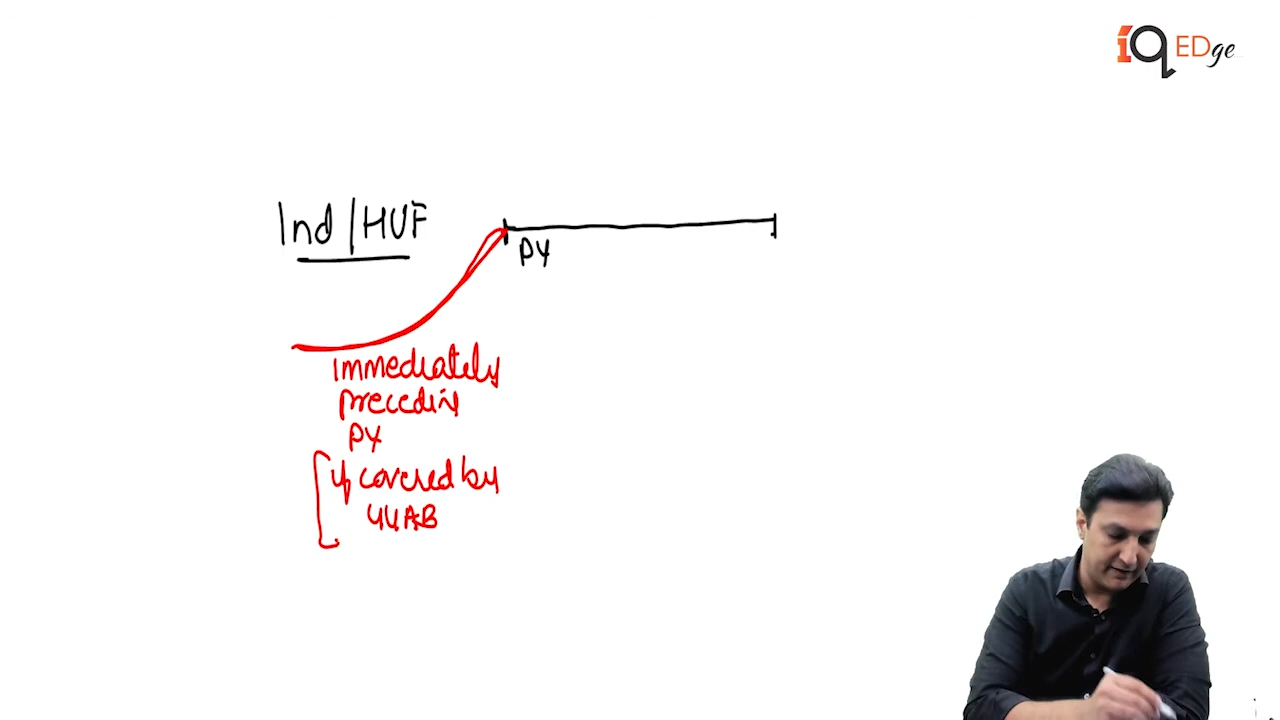 iQ EDge
Ind/HUF
PY
immediately
preceding
PY
if covered by
44AB